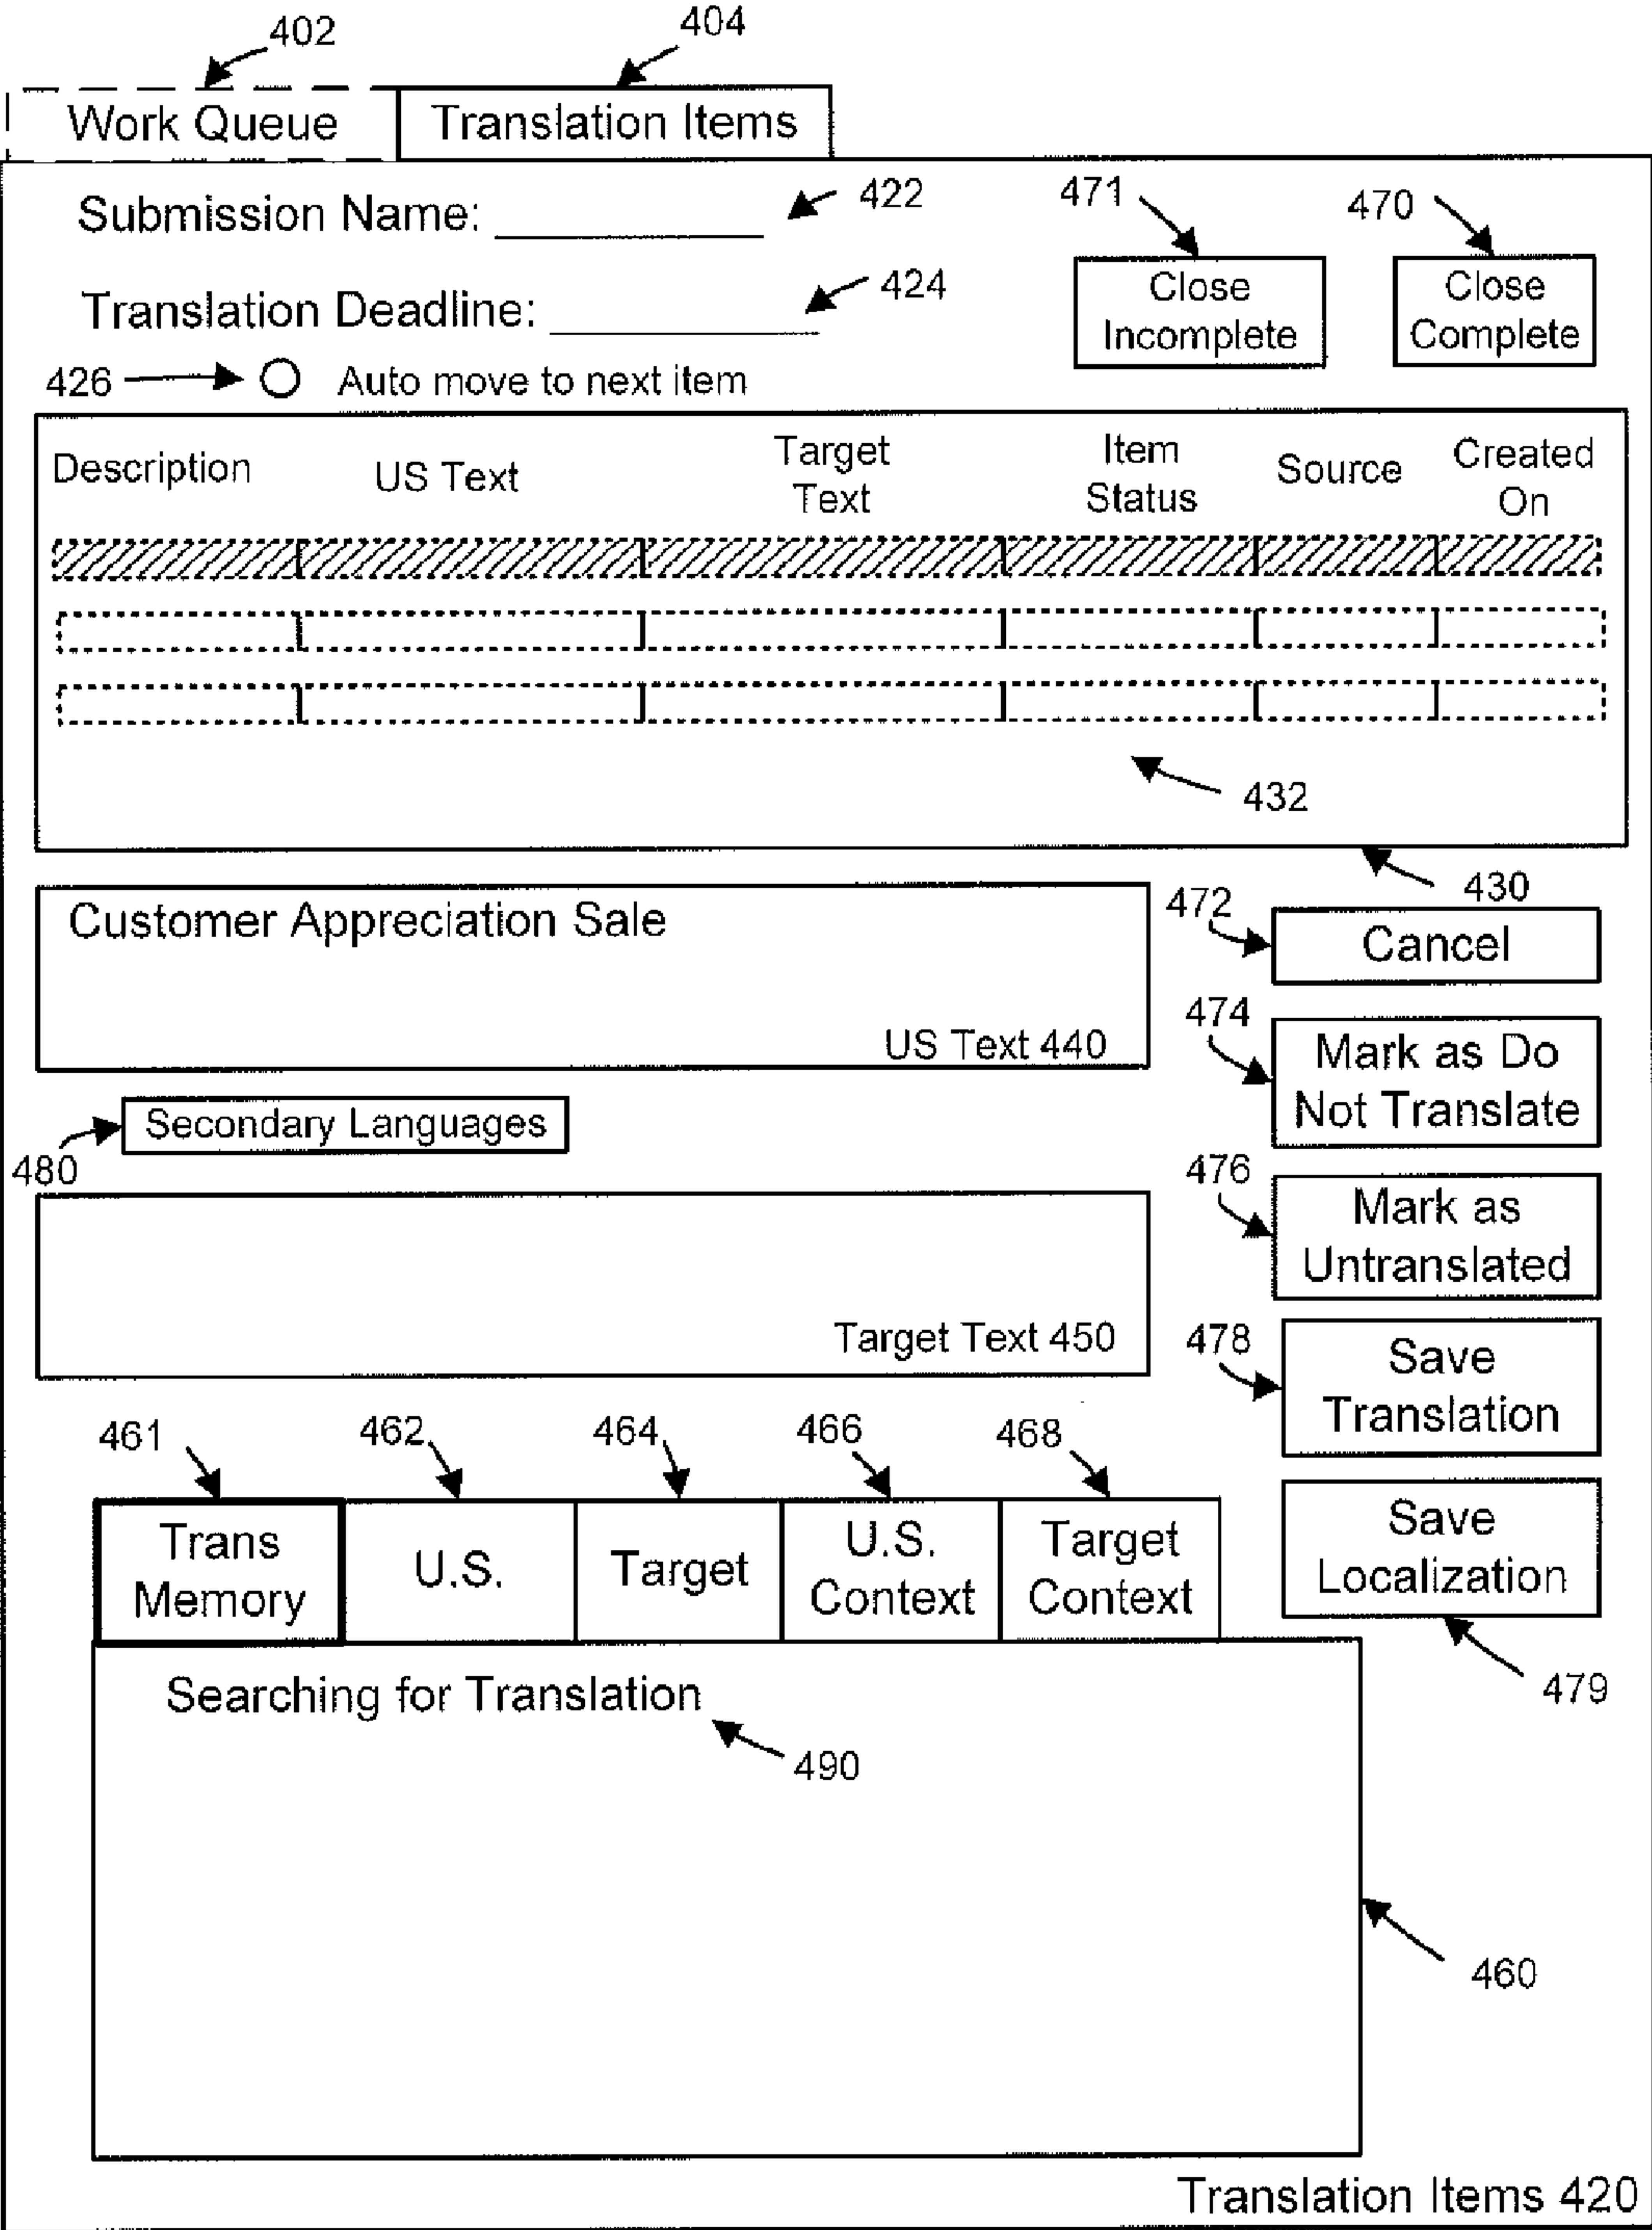 402
404
Work Queue
Translation Items
Submission Name:
422
471
470
Translation Deadline:
424
Close
Incomplete
Close
Complete
426
Auto move to next item
Description
US Text
Target
Text
Item
Status
Source
Created
On
432
430
Customer Appreciation Sale
US Text 440
472
Cancel
474
Mark as Do
Not Translate
Secondary Languages
480
476
Mark as
Untranslated
Target Text 450
478
Save
Translation
461
462
464
466
468
Trans
Memory
U.S.
Target
U.S.
Context
Target
Context
Save
Localization
479
Searching for Translation
490
460
Translation Items 420